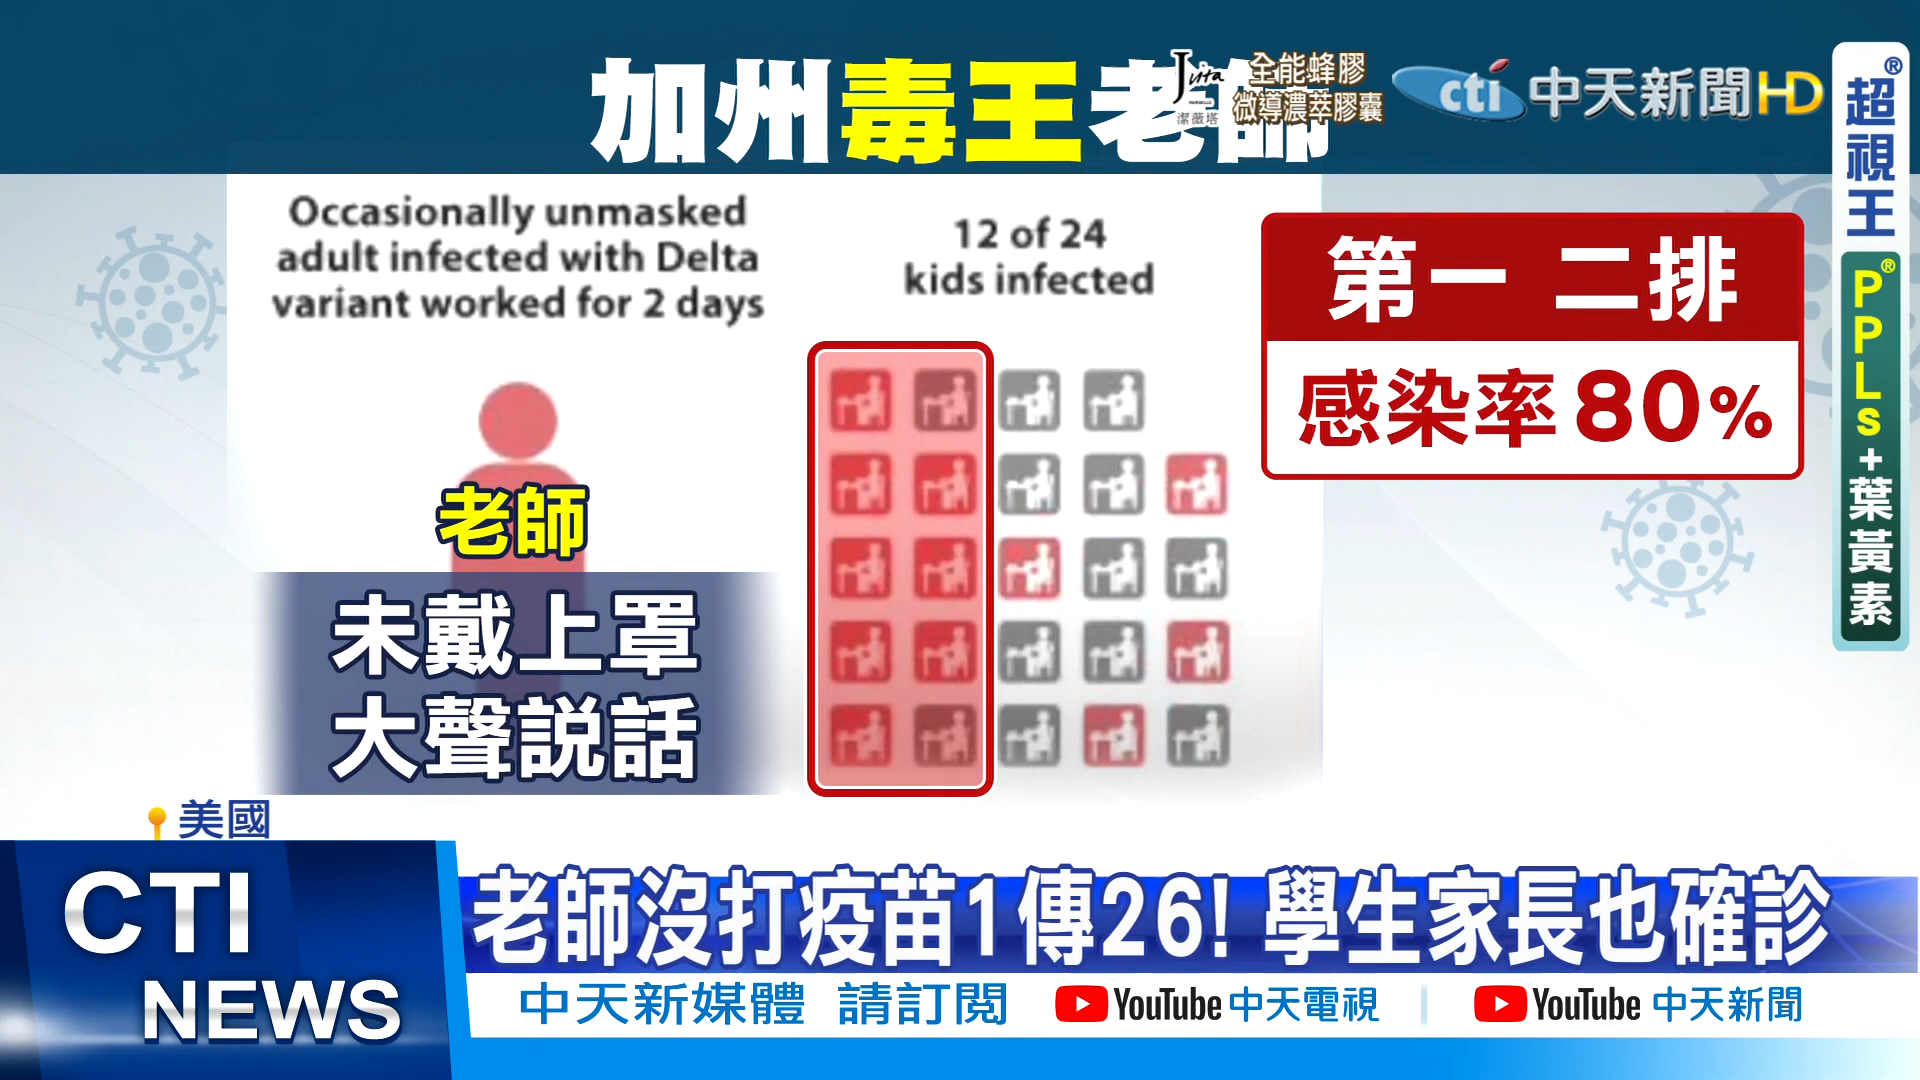 加州毒王老師
Juta
潔薇塔
全能蜂膠
微導濃萃膠囊
cti 中天新聞HD
超視王®
PPLs®+葉黃素
Occasionally unmasked
adult infected with Delta
variant worked for 2 days
12 of 24
kids infected
第一 二排
感染率80%
老師
未戴上罩
大聲説話
美國
CTI
NEWS
老師沒打疫苗1傳26! 學生家長也確診
中天新媒體 請訂閱 YouTube 中天電視 | YouTube 中天新聞